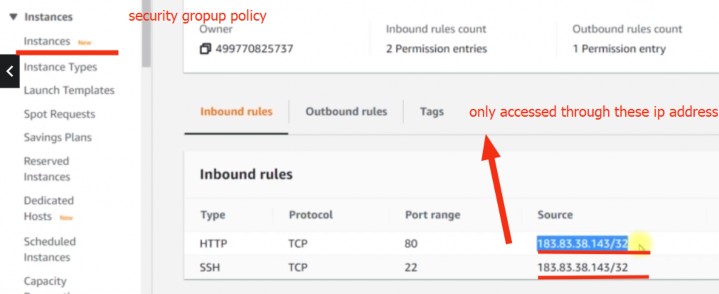 Instances
security gropup policy
Instances New
Instance Types
Launch Templates
Spot Requests
Savings Plans
Reserved
Instances
Dedicated
Hosts New
Scheduled
Instances
Capacity
Owner
499770825737
Inbound rules count
2 Permission entries
Outbound rules count
1 Permission entry
Inbound rules Outbound rules Tags
only accessed through these ip address
Inbound rules
Type Protocol Port range Source
HTTP TCP 80 183.83.38.143/32
SSH TCP 22 183.83.38.143/32